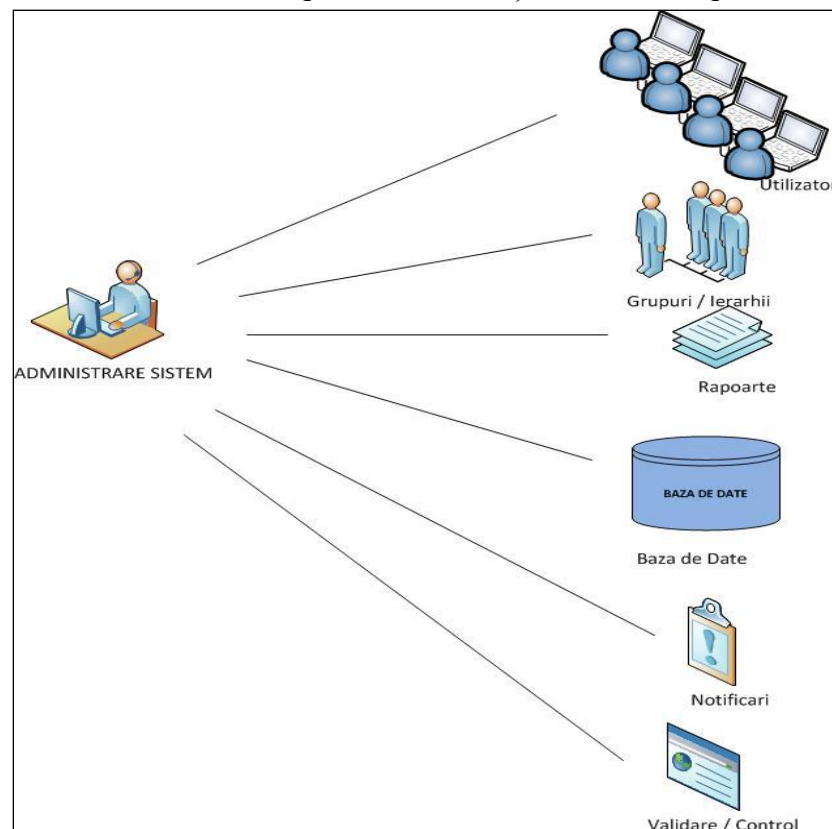 Utilizator
Grupuri / Ierarhii
Rapoarte
ADMINISTRARE SISTEM
BAZA DE DATE
Baza de Date
Notificari
Validare / Control